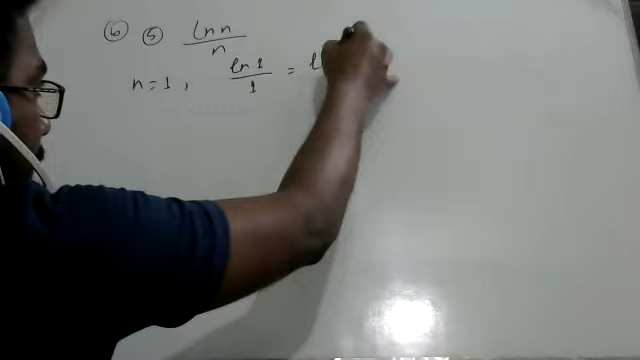 ⑥ ⑤ ln n / n
n = 1, ln 1 / 1 = l